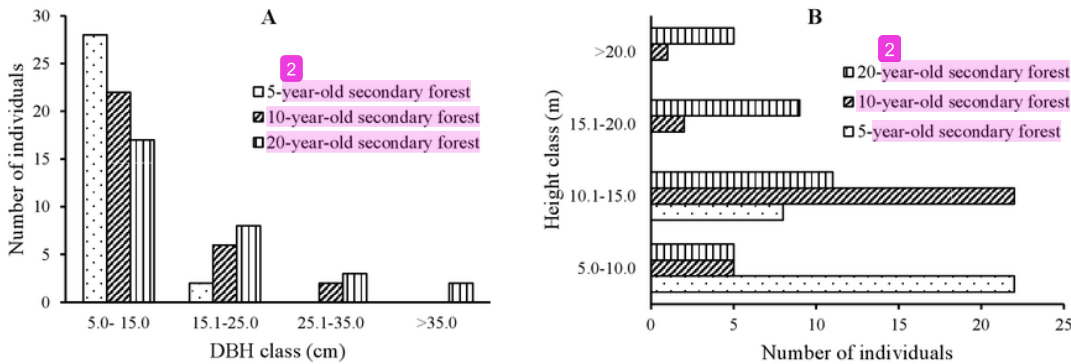 A
Number of individuals
30
25
20
15
10
5
0
2
5-year-old secondary forest
10-year-old secondary forest
20-year-old secondary forest
5.0- 15.0
15.1-25.0
25.1-35.0
>35.0
DBH class (cm)
B
Height class (m)
>20.0
15.1-20.0
10.1-15.0
5.0-10.0
2
20-year-old secondary forest
10-year-old secondary forest
5-year-old secondary forest
0
5
10
15
20
25
Number of individuals